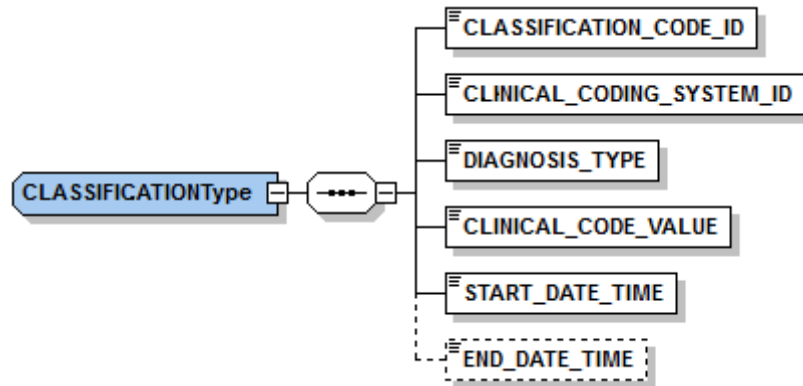 CLASSIFICATION_CODE_ID
CLINICAL_CODING_SYSTEM_ID
DIAGNOSIS_TYPE
CLASSIFICATIONType
CLINICAL_CODE_VALUE
START_DATE_TIME
END_DATE_TIME